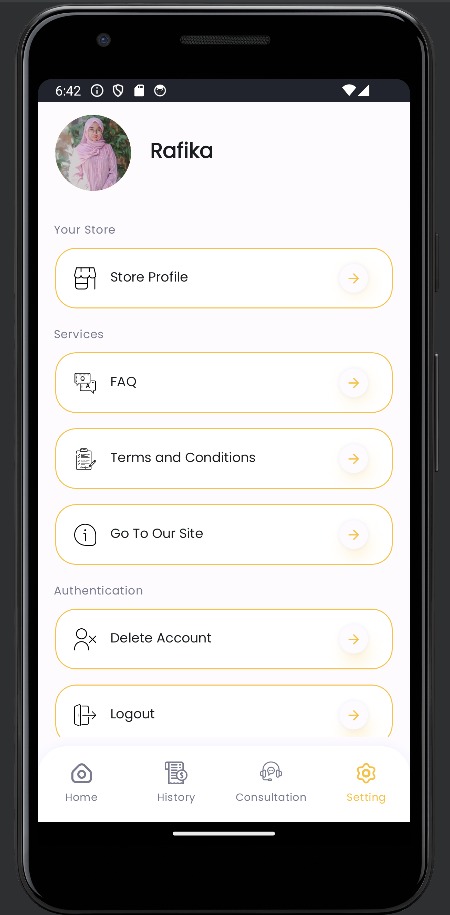 6:42
Rafika
Your Store
Store Profile
Services
FAQ
Terms and Conditions
Go To Our Site
Authentication
Delete Account
Logout
Home History Consultation Setting